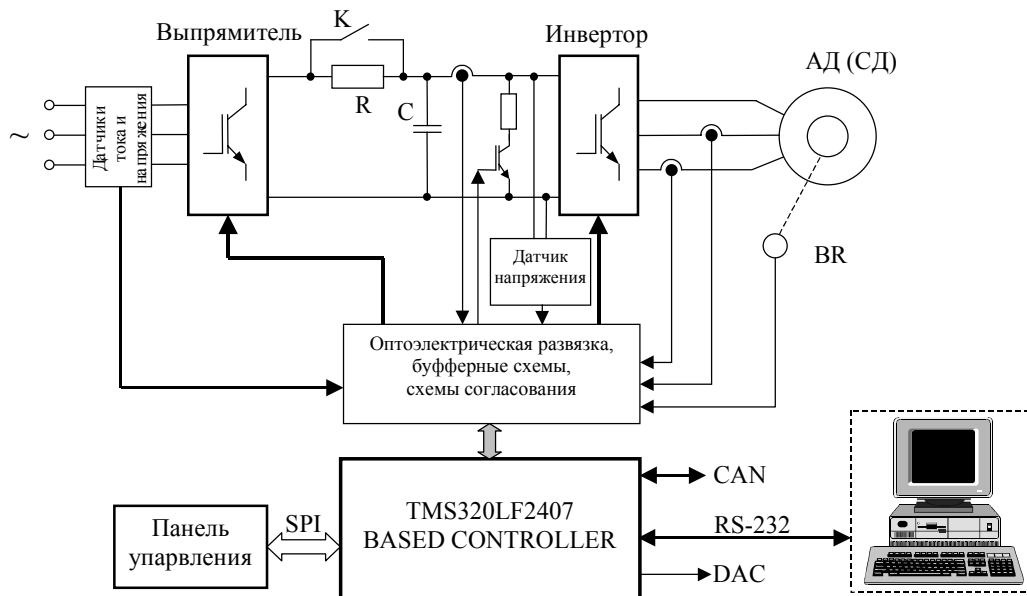 K
Выпрямитель
Инвертор
АД (СД)
R
C
~
Датчики
тока и
напряжения
Датчик
напряжения
BR
Оптоэлектрическая развязка,
буфферные схемы,
схемы согласования
CAN
TMS320LF2407
BASED CONTROLLER
RS-232
Панель
упарвления
SPI
DAC